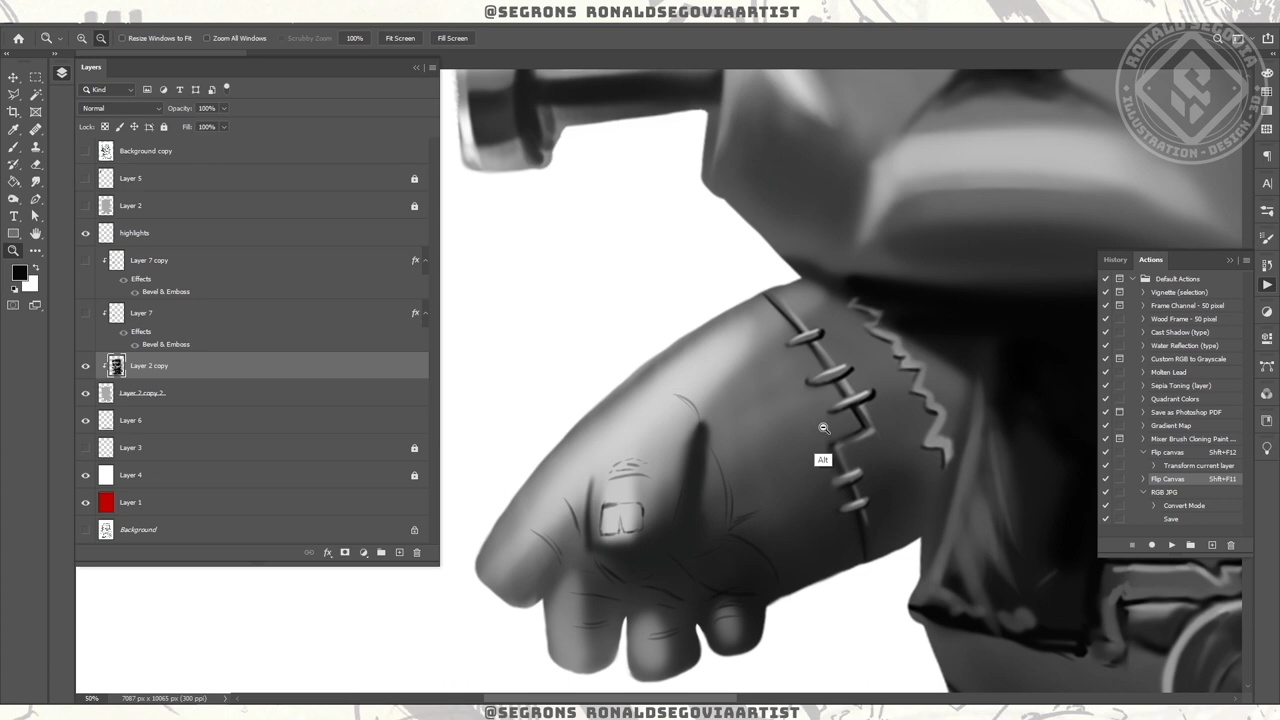 @SEGRONS RONALDSEGOVIAARTIST
Resize Windows to Fit
Zoom All Windows
Scrubby Zoom
100%
Fit Screen
Fill Screen
RONALD SEGOVIA
ILLUSTRATION - DESIGN - 3D
Layers
Kind
Normal
Opacity: 100%
Lock:
Fill: 100%
Background copy
Layer 5
Layer 2
highlights
Layer 7 copy
fx
Effects
Bevel & Emboss
Layer 7
fx
Effects
Bevel & Emboss
Layer 2 copy
Layer 2 copy 2
Layer 6
Layer 3
Layer 4
Layer 1
Background
fx
Alt
History
Actions
Default Actions
Vignette (selection)
Frame Channel - 50 pixel
Wood Frame - 50 pixel
Cast Shadow (type)
Water Reflection (type)
Custom RGB to Grayscale
Molten Lead
Sepia Toning (layer)
Quadrant Colors
Save as Photoshop PDF
Gradient Map
Mixer Brush Cloning Paint ...
Flip canvas Shft+F12
Transform current layer
Flip Canvas Shft+F11
RGB JPG
Convert Mode
Save
50%
7087 px x 10065 px (300 ppi)
@SEGRONS RONALDSEGOVIAARTIST